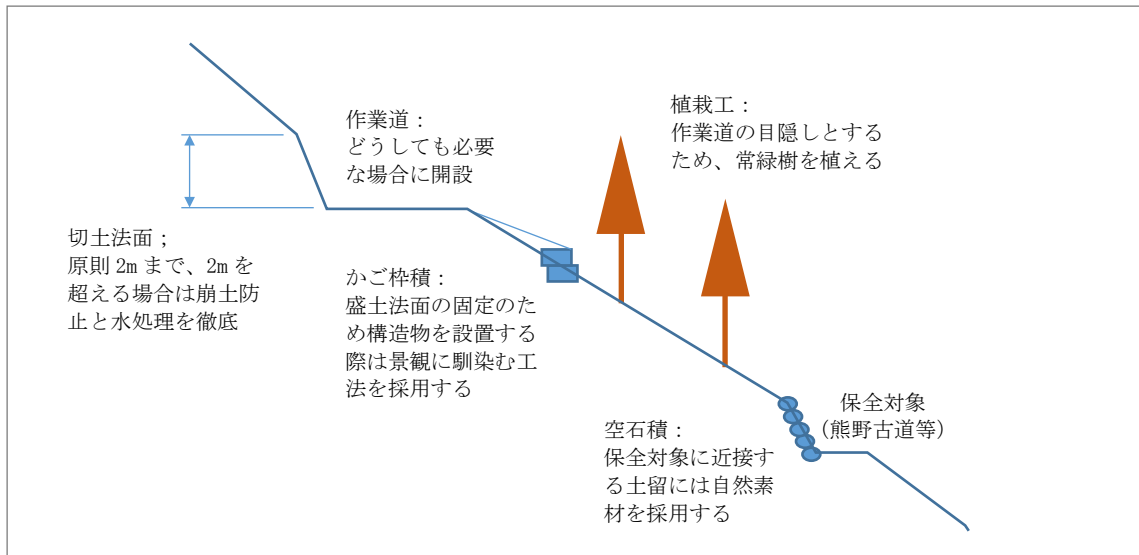 作業道：
どうしても必要
な場合に開設
植栽工：
作業道の目隠しとする
ため、常緑樹を植える
切土法面；
原則 2m まで、2m を
超える場合は崩土防
止と水処理を徹底
かご枠積：
盛土法面の固定のた
め構造物を設置する
際は景観に馴染む工
法を採用する
空石積：
保全対象に近接す
る土留には自然素
材を採用する
保全対象
（熊野古道等）